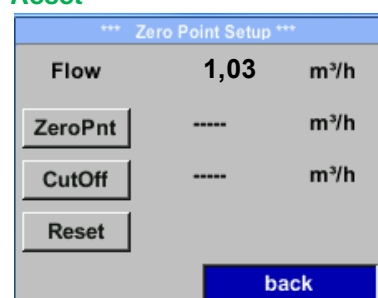 Reset
*** Zero Point Setup ***
Flow 1,03 m³/h
ZeroPnt ----- m³/h
CutOff ----- m³/h
Reset
back